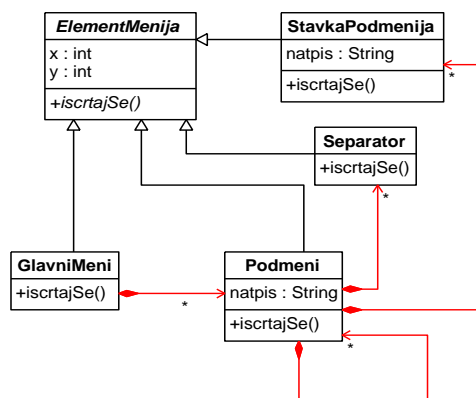 ElementMenija
x : int
y : int
+iscrtajSe()
StavkaPodmenija
natpis : String
+iscrtajSe()
*
Separator
+iscrtajSe()
*
GlavniMeni
+iscrtajSe()
*
Podmeni
natpis : String
+iscrtajSe()
*